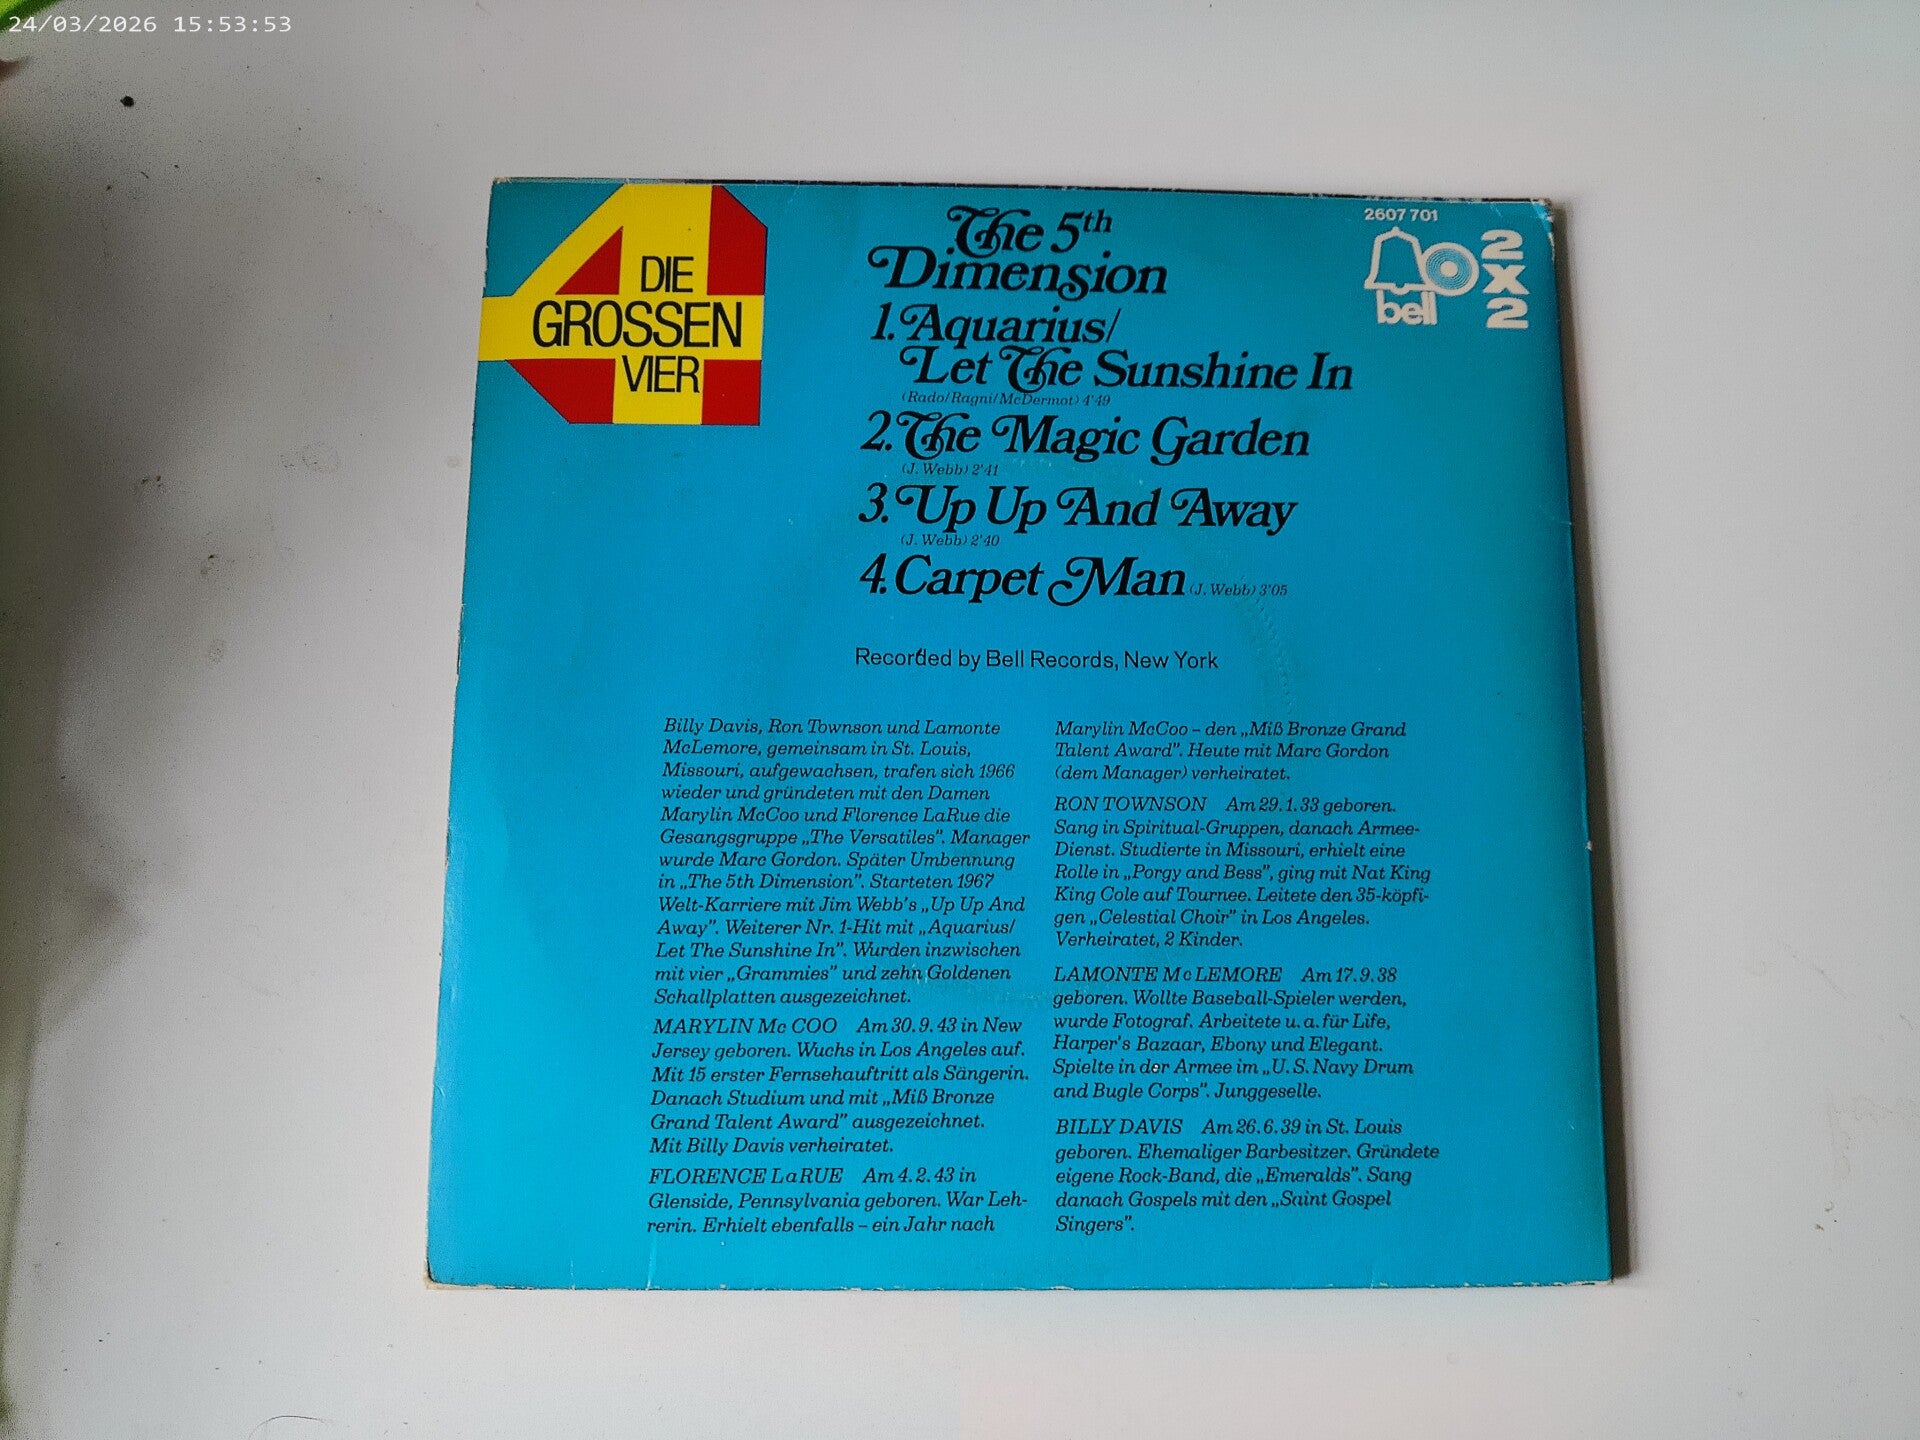 24/03/2026 15:53:53
DIE
GROSSEN
VIER
The 5th
Dimension
1. Aquarius/
Let The Sunshine In
(Rado/Ragni/McDermot) 4'49
2. The Magic Garden
(J. Webb) 2'41
3. Up Up And Away
(J. Webb) 2'40
4. Carpet Man (J. Webb) 3'05
2607 701
bell
2
X
2
Recorded by Bell Records, New York
Billy Davis, Ron Townson und Lamonte
McLemore, gemeinsam in St. Louis,
Missouri, aufgewachsen, trafen sich 1966
wieder und gründeten mit den Damen
Marylin McCoo und Florence LaRue die
Gesangsgruppe „The Versatiles”. Manager
wurde Marc Gordon. Später Umbennung
in „The 5th Dimension”. Starteten 1967
Welt-Karriere mit Jim Webb's „Up Up And
Away”. Weiterer Nr. 1-Hit mit „Aquarius/
Let The Sunshine In”. Wurden inzwischen
mit vier „Grammies” und zehn Goldenen
Schallplatten ausgezeichnet.
MARYLIN Mc COO Am 30. 9. 43 in New
Jersey geboren. Wuchs in Los Angeles auf.
Mit 15 erster Fernsehauftritt als Sängerin.
Danach Studium und mit „Miß Bronze
Grand Talent Award” ausgezeichnet.
Mit Billy Davis verheiratet.
FLORENCE LaRUE Am 4. 2. 43 in
Glenside, Pennsylvania geboren. War Leh-
rerin. Erhielt ebenfalls – ein Jahr nach
Marylin McCoo – den „Miß Bronze Grand
Talent Award”. Heute mit Marc Gordon
(dem Manager) verheiratet.
RON TOWNSON Am 29. 1. 33 geboren.
Sang in Spiritual-Gruppen, danach Armee-
Dienst. Studierte in Missouri, erhielt eine
Rolle in „Porgy and Bess”, ging mit Nat King
King Cole auf Tournee. Leitete den 35-köpfi-
gen „Celestial Choir” in Los Angeles.
Verheiratet, 2 Kinder.
LAMONTE Mc LEMORE Am 17. 9. 38
geboren. Wollte Baseball-Spieler werden,
wurde Fotograf. Arbeitete u. a. für Life,
Harper's Bazaar, Ebony und Elegant.
Spielte in der Armee im „U. S. Navy Drum
and Bugle Corps”. Junggeselle.
BILLY DAVIS Am 26. 6. 39 in St. Louis
geboren. Ehemaliger Barbesitzer. Gründete
eigene Rock-Band, die „Emeralds”. Sang
danach Gospels mit den „Saint Gospel
Singers”.